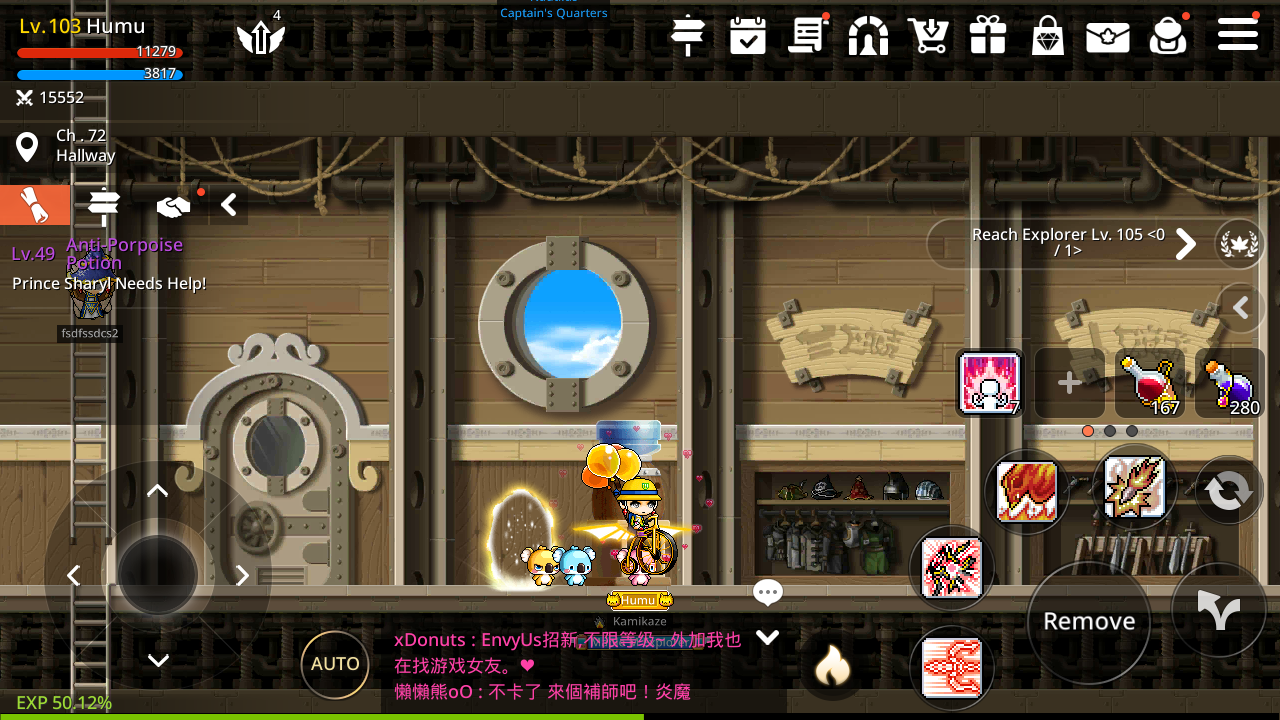 Lv.103 Humu
11279
3817
15552
4
Captain's Quarters
Ch . 72
Hallway
Lv.49 Anti-Porpoise
Potion
Prince Sharyl Needs Help!
fsdfssdcs2
Reach Explorer Lv. 105 <0
/ 1>
7
167
280
Humu
Kamikaze
Remove
AUTO
xDonuts : EnvyUs招新 不限等级~ 外加我也
在找游戏女友。♥
懒懒熊oO : 不卡了 來個補師吧！炎魔
EXP 50.12%